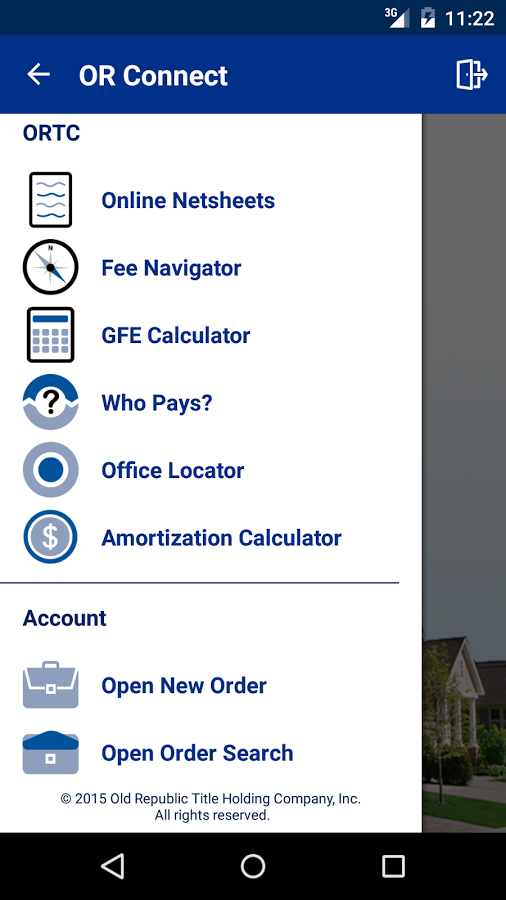 3G 11:22
OR Connect
ORTC
Online Netsheets
N
Fee Navigator
GFE Calculator
?
Who Pays?
Office Locator
$
Amortization Calculator
Account
Open New Order
Open Order Search
© 2015 Old Republic Title Holding Company, Inc.
All rights reserved.